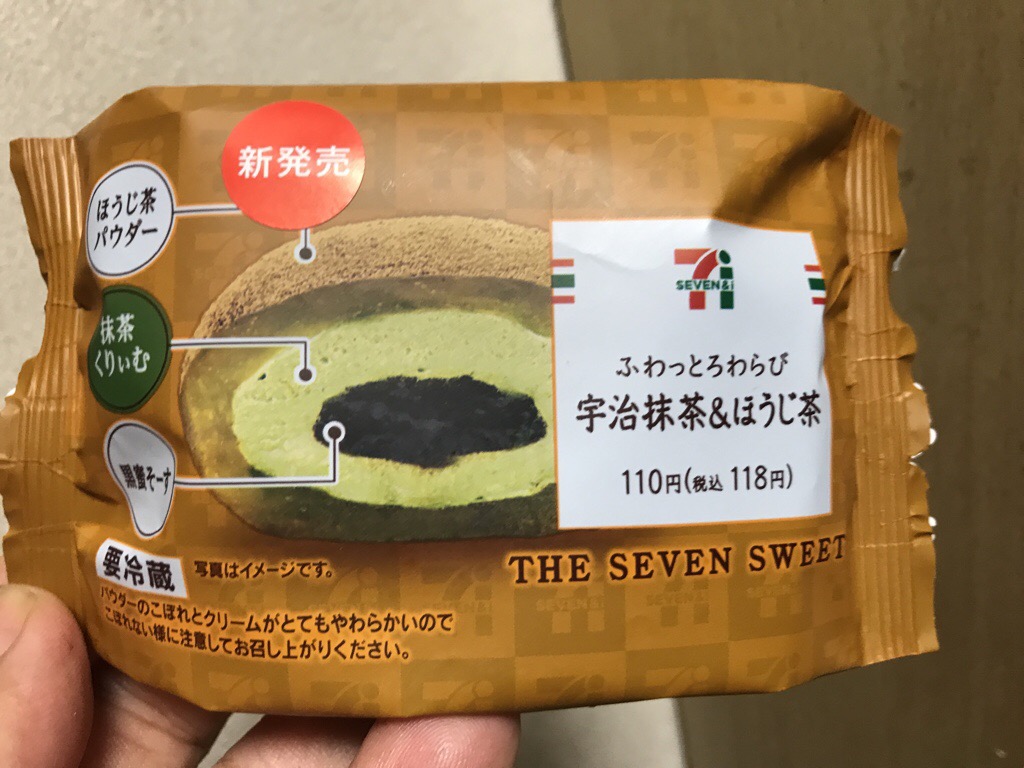 新発売
ほうじ茶
パウダー
抹茶
くりぃむ
黒蜜そーす
SEVEN&i
ふわっとろわらび
宇治抹茶&ほうじ茶
110円(税込 118円)
THE SEVEN SWEET
要冷蔵
写真はイメージです。
パウダーのこぼれとクリームがとてもやわらかいので
こぼれない様に注意してお召し上がりください。